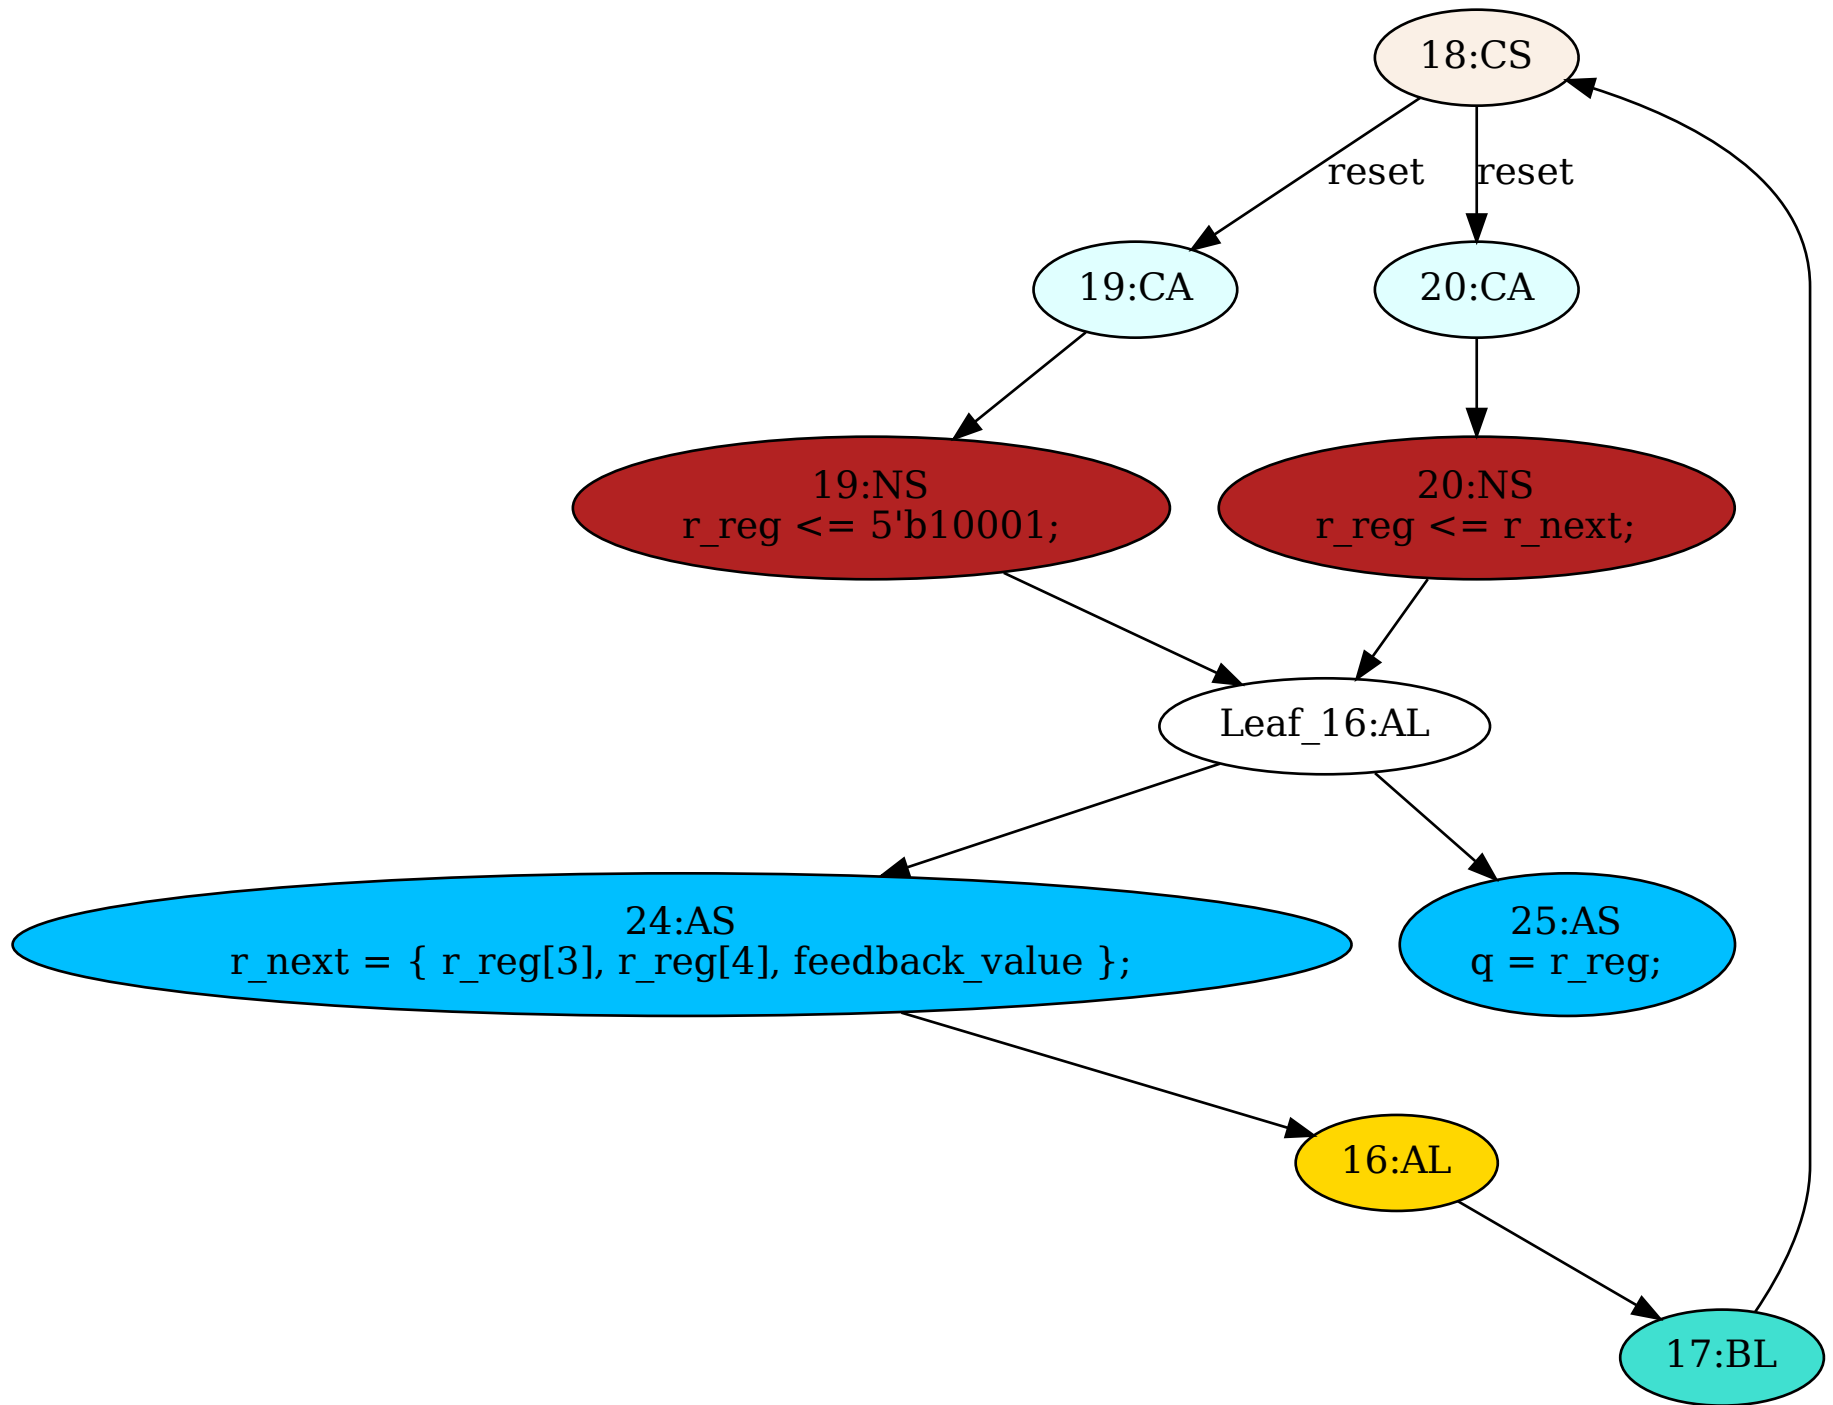 18:CS
reset
reset
19:CA
20:CA
19:NS
r_reg <= 5'b10001;
20:NS
r_reg <= r_next;
Leaf_16:AL
24:AS
r_next = { r_reg[3], r_reg[4], feedback_value };
25:AS
q = r_reg;
16:AL
17:BL